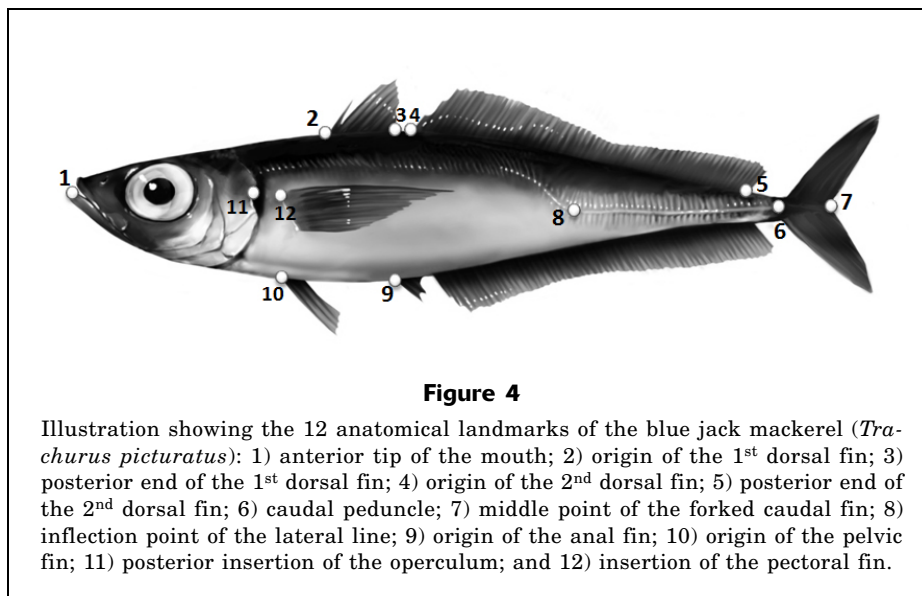 2
3 4
1
11
12
5
8
7
6
10
9
Figure 4
Illustration showing the 12 anatomical landmarks of the blue jack mackerel (Tra-
churus picturatus): 1) anterior tip of the mouth; 2) origin of the 1st dorsal fin; 3)
posterior end of the 1st dorsal fin; 4) origin of the 2nd dorsal fin; 5) posterior end of
the 2nd dorsal fin; 6) caudal peduncle; 7) middle point of the forked caudal fin; 8)
inflection point of the lateral line; 9) origin of the anal fin; 10) origin of the pelvic
fin; 11) posterior insertion of the operculum; and 12) insertion of the pectoral fin.